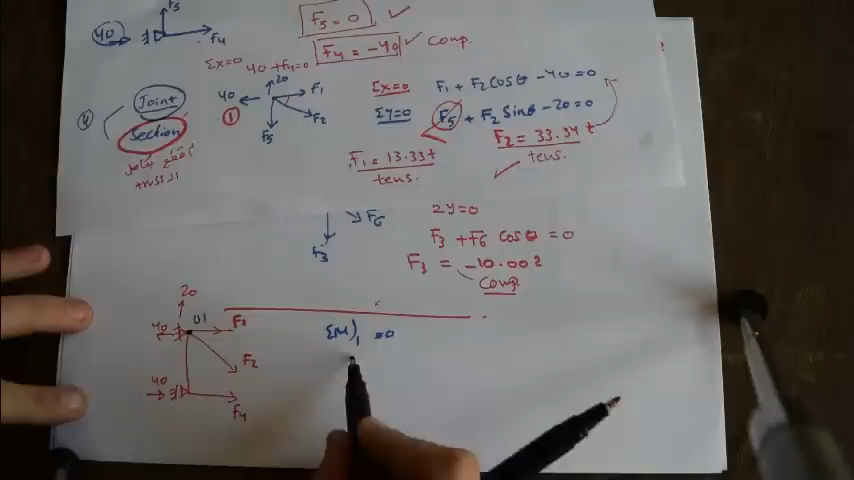 F5
40
F4
F5 = 0
F4 = -40 Comp.
Σx=0 40 + F4 = 0
4
Joint
Section
40 20 F1
1 F2
F5
Σx=0 F1 + F2 Cosθ - 40 = 0
Σy=0 F5 + F2 Sinθ - 20 = 0
F2 = 33.34 t
tens.
F1 = 13.33t
tens.
F6
F3
Σy=0
F3 + F6 Cosθ = 0
F3 = -10.002
Comp.
20
40
F2
F4
40
ΣM)1 = 0